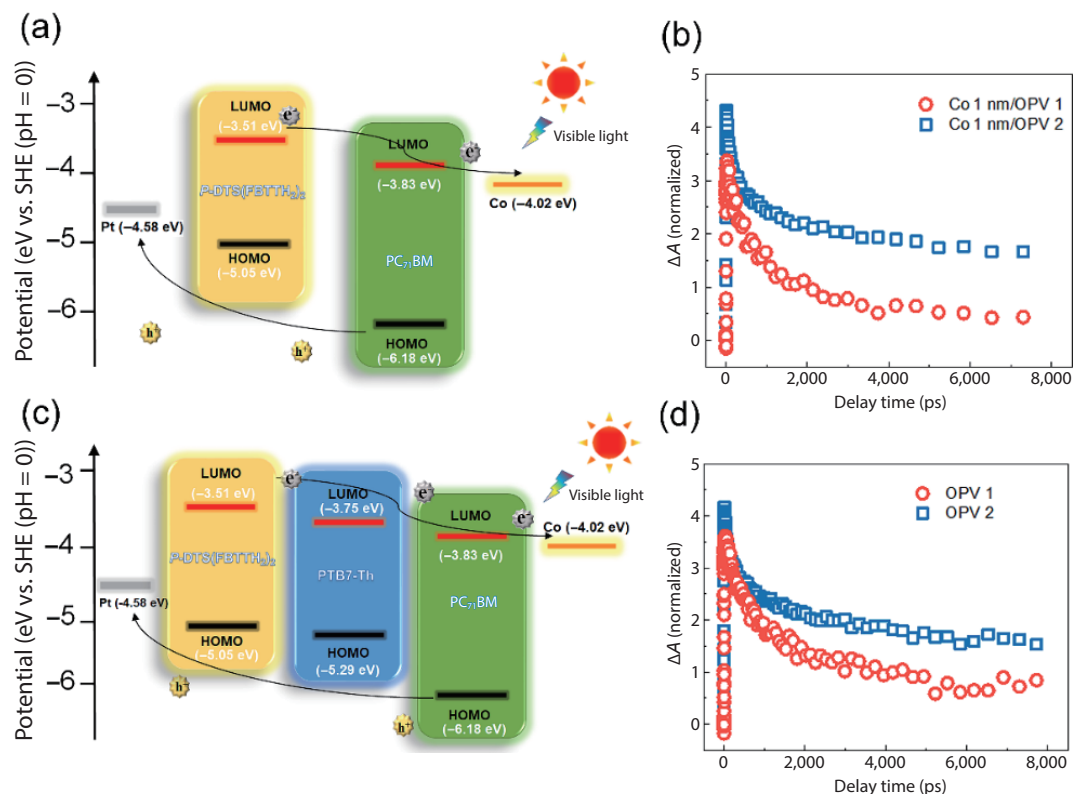 (a)
Potential (eV vs. SHE (pH = 0))
−3
−4
−5
−6
LUMO
(−3.51 eV)
P-DTS(FBTTH₂)₂
HOMO
(−5.05 eV)
Pt (−4.58 eV)
e⁻
h⁺
h⁺
LUMO
(−3.83 eV)
PC₇₁BM
HOMO
(−6.18 eV)
e⁻
Visible light
Co (−4.02 eV)
(b)
ΔA (normalized)
5
4
3
2
1
0
Co 1 nm/OPV 1
Co 1 nm/OPV 2
0
2,000
4,000
6,000
8,000
Delay time (ps)
(c)
Potential (eV vs. SHE (pH = 0))
−3
−4
−5
−6
LUMO
(−3.51 eV)
P-DTS(FBTTH₂)₂
HOMO
(−5.05 eV)
Pt (-4.58 eV)
h⁺
e⁻
LUMO
(−3.75 eV)
PTB7-Th
HOMO
(−5.29 eV)
h⁺
e⁻
LUMO
(−3.83 eV)
PC₇₁BM
HOMO
(−6.18 eV)
e⁻
Visible light
Co (−4.02 eV)
(d)
ΔA (normalized)
5
4
3
2
1
0
OPV 1
OPV 2
0
2,000
4,000
6,000
8,000
Delay time (ps)